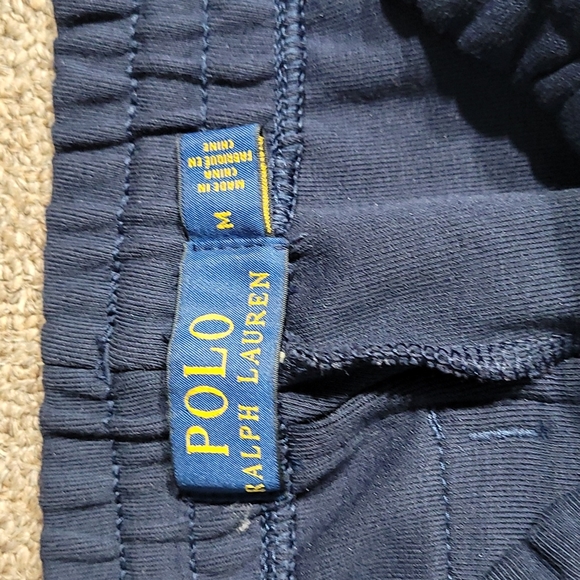 POLO
RALPH LAUREN
M
MADE IN
CHINA
FABRIQUÉ EN
CHINE